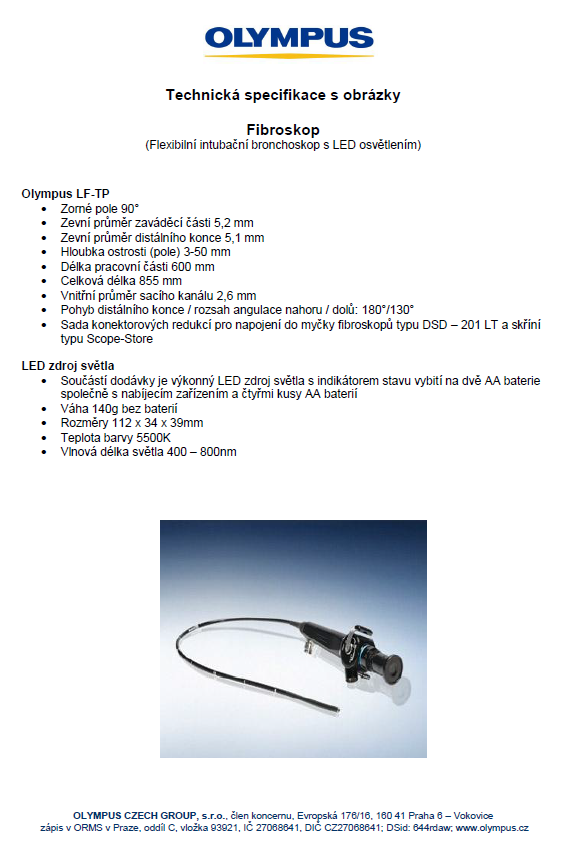 OLYMPUS
Technická specifikace s obrázky
Fibroskop
(Flexibilní intubační bronchoskop s LED osvětlením)
Olympus LF-TP
• Zorné pole 90°
• Zevní průměr zaváděcí části 5,2 mm
• Zevní průměr distálního konce 5,1 mm
• Hloubka ostrosti (pole) 3-50 mm
• Délka pracovní části 600 mm
• Celková délka 855 mm
• Vnitřní průměr sacího kanálu 2,6 mm
• Pohyb distálního konce / rozsah angulace nahoru / dolů: 180°/130°
• Sada konektorových redukcí pro napojení do myčky fibroskopů typu DSD – 201 LT a skříní
typu Scope-Store
LED zdroj světla
• Součástí dodávky je výkonný LED zdroj světla s indikátorem stavu vybití na dvě AA baterie
společně s nabíjecím zařízením a čtyřmi kusy AA baterií
• Váha 140g bez baterií
• Rozměry 112 x 34 x 39mm
• Teplota barvy 5500K
• Vlnová délka světla 400 – 800nm
OLYMPUS CZECH GROUP, s.r.o., člen koncernu, Evropská 176/16, 160 41 Praha 6 – Vokovice
zápis v ORMS v Praze, oddíl C, vložka 93921, IČ 27068641, DIČ CZ27068641; DSid: 644rdaw; www.olympus.cz